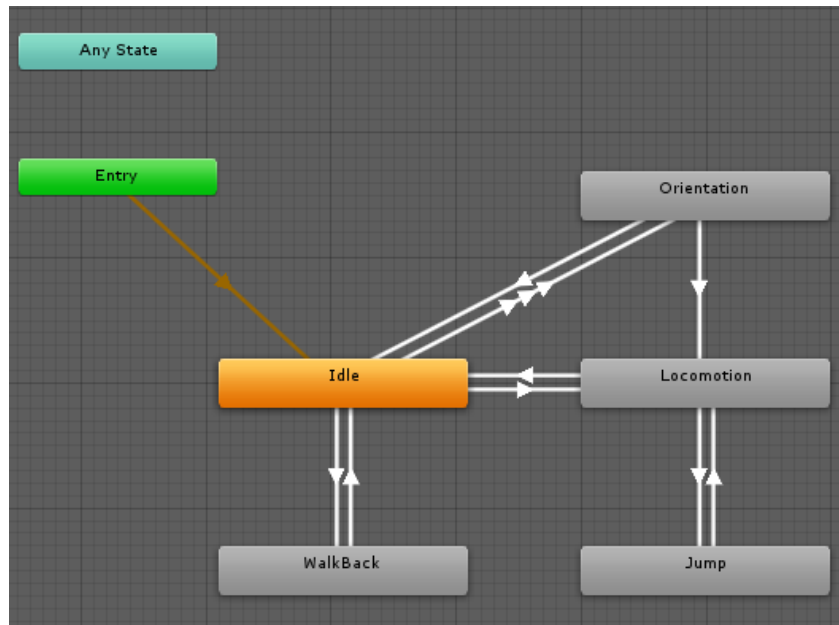 Any State
Entry
Orientation
Idle
Locomotion
WalkBack
Jump